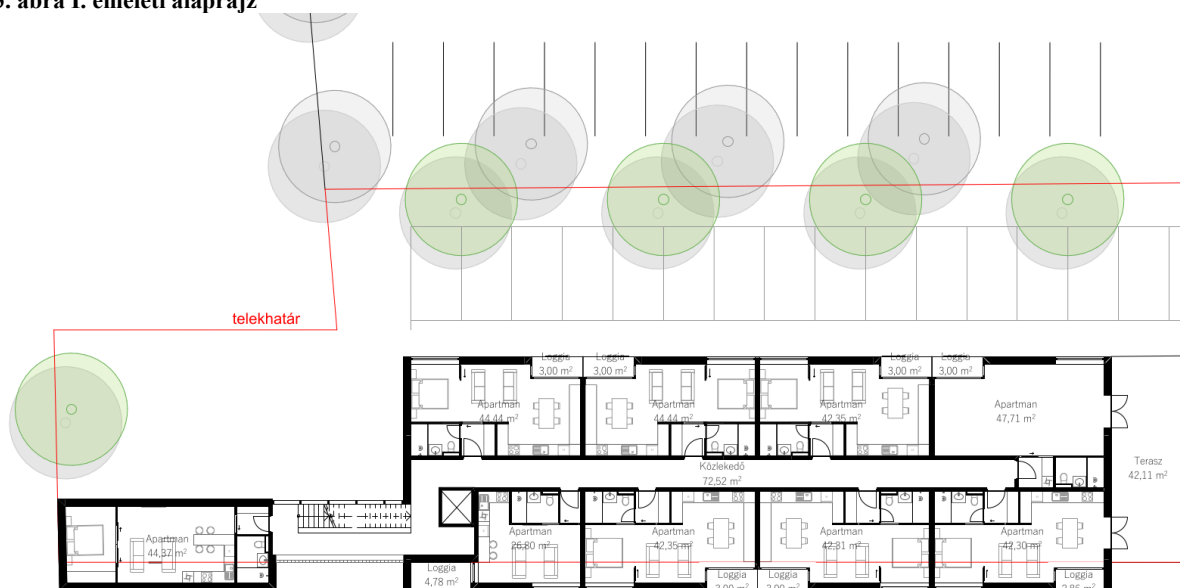 ábra I. emeleti alaprajz
telekhatár
Loggia
3,00 m²
Loggia
3,00 m²
Loggia
3,00 m²
Loggia
3,00 m²
Apartman
44,44 m²
Apartman
44,44 m²
Apartman
42,35 m²
Apartman
47,71 m²
Közlekedő
72,52 m²
Terasz
42,11 m²
Apartman
44,37 m²
Apartman
26,80 m²
Apartman
42,35 m²
Apartman
42,31 m²
Apartman
42,30 m²
Loggia
4,78 m²
Loggia
3,00 m²
Loggia
3,00 m²
Loggia
2,86 m²